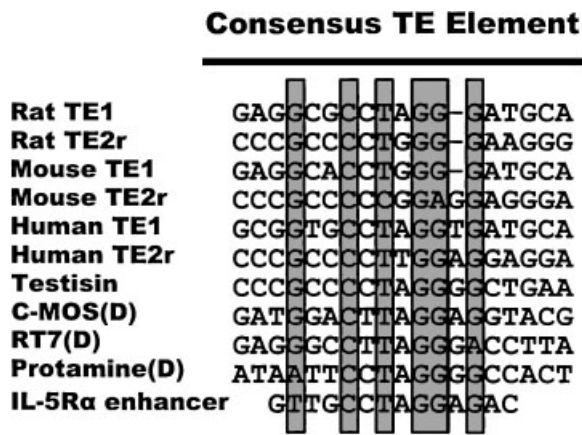 Consensus TE Element
Rat TE1 GAGGCGCCTAGG-GATGCA
Rat TE2r CCCGCCCCTGGG-GAAGGG
Mouse TE1 GAGGCACCTGGG-GATGCA
Mouse TE2r CCCGCCCCCGGAGGAGGGA
Human TE1 GCGGTGCCTAGGTGATGCA
Human TE2r CCCGCCCCTTGGAGGAGGA
Testisin CCCGCCCCTAGGGGCTGAA
C-MOS(D) GATGGACTTAGGAGGTACG
RT7(D) GAGGGCCTTAGGGACCTTA
Protamine(D) ATAATTCCTAGGGGCCACT
IL-5Rα enhancer GTTGCCTAGGAGAC